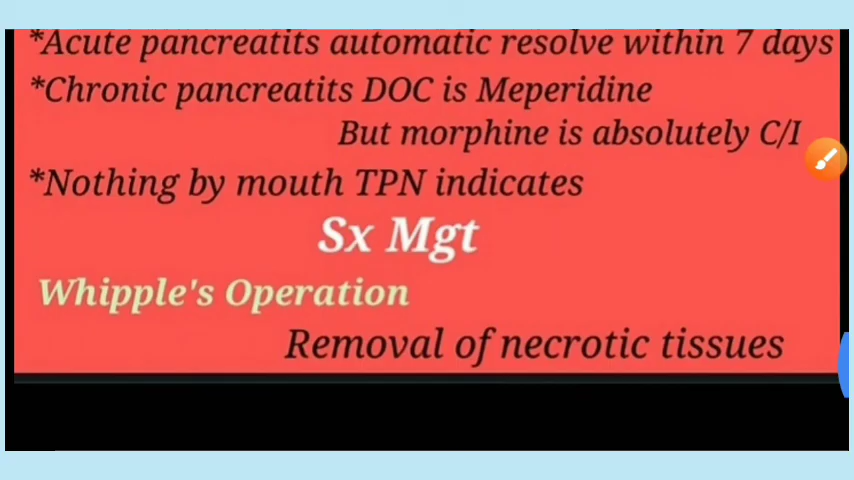 *Acute pancreatits automatic resolve within 7 days
*Chronic pancreatits DOC is Meperidine
But morphine is absolutely C/I
*Nothing by mouth TPN indicates
Sx Mgt
Whipple's Operation
Removal of necrotic tissues